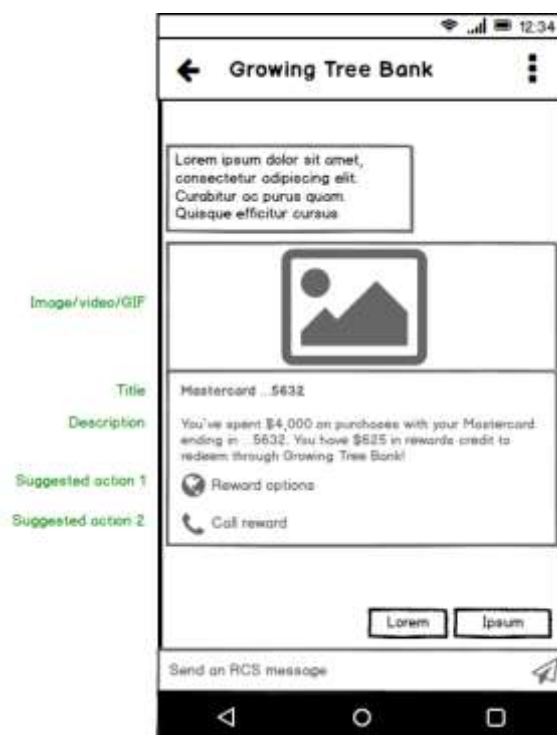 12:34
Growing Tree Bank
Lorem ipsum dolor sit amet,
consectetur adipiscing elit.
Curabitur ac purus quam.
Quisque efficitur cursus
Image/video/GIF
Title
Mastercard ...5632
Description
You've spent $4,000 on purchases with your Mastercard
ending in ...5632. You have $625 in rewards credit to
redeem through Growing Tree Bank!
Suggested action 1
Reward options
Suggested action 2
Call reward
Lorem
Ipsum
Send an RCS message